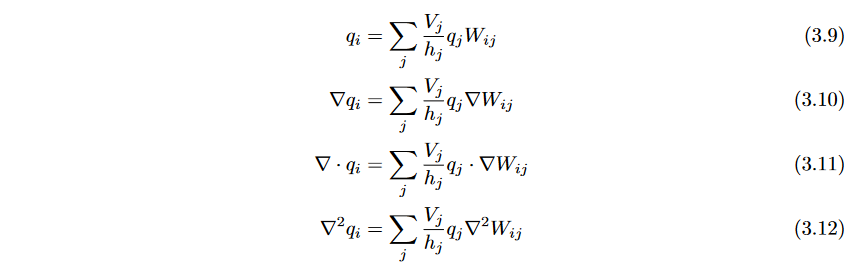 q_i = \sum_j \frac{V_j}{h_j} q_j W_{ij} (3.9)
\nabla q_i = \sum_j \frac{V_j}{h_j} q_j \nabla W_{ij} (3.10)
\nabla \cdot q_i = \sum_j \frac{V_j}{h_j} q_j \cdot \nabla W_{ij} (3.11)
\nabla^2 q_i = \sum_j \frac{V_j}{h_j} q_j \nabla^2 W_{ij} (3.12)